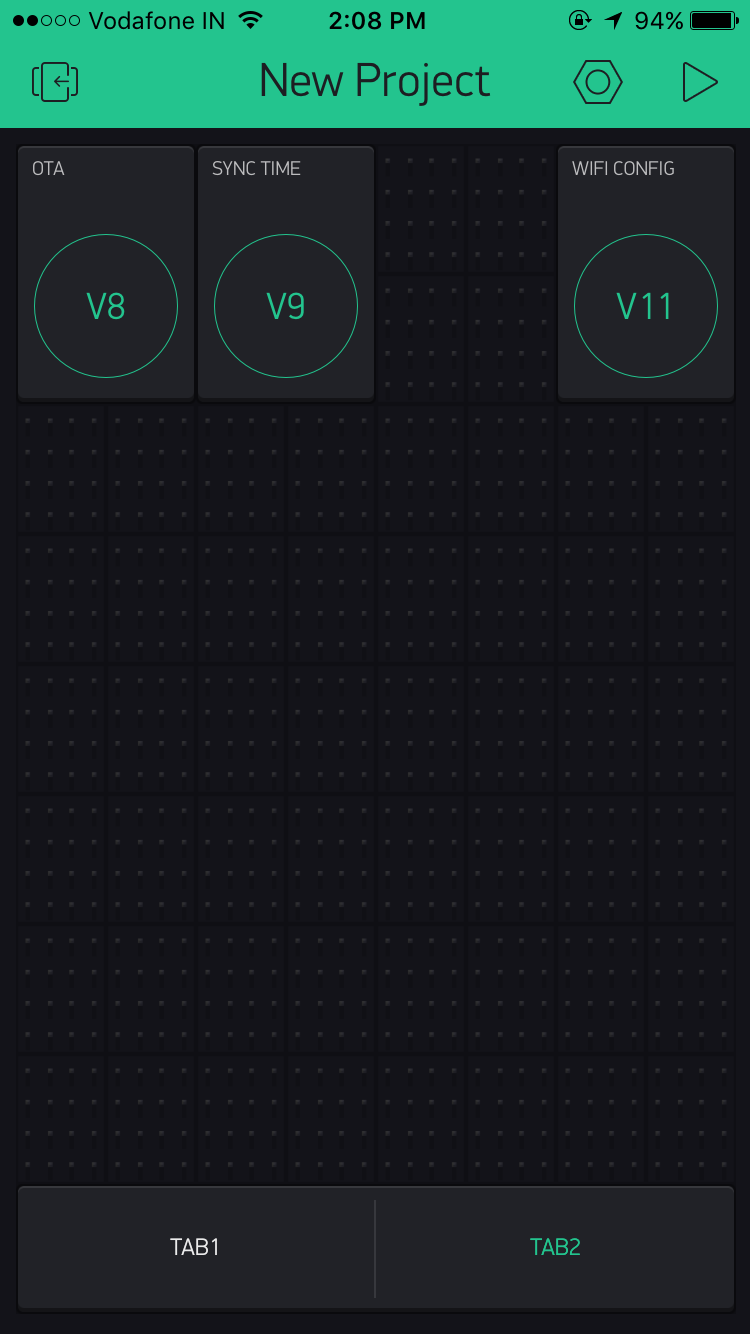 Vodafone IN 2:08 PM 94%
New Project
OTA SYNC TIME WIFI CONFIG
V8 V9 V11
TAB1 TAB2